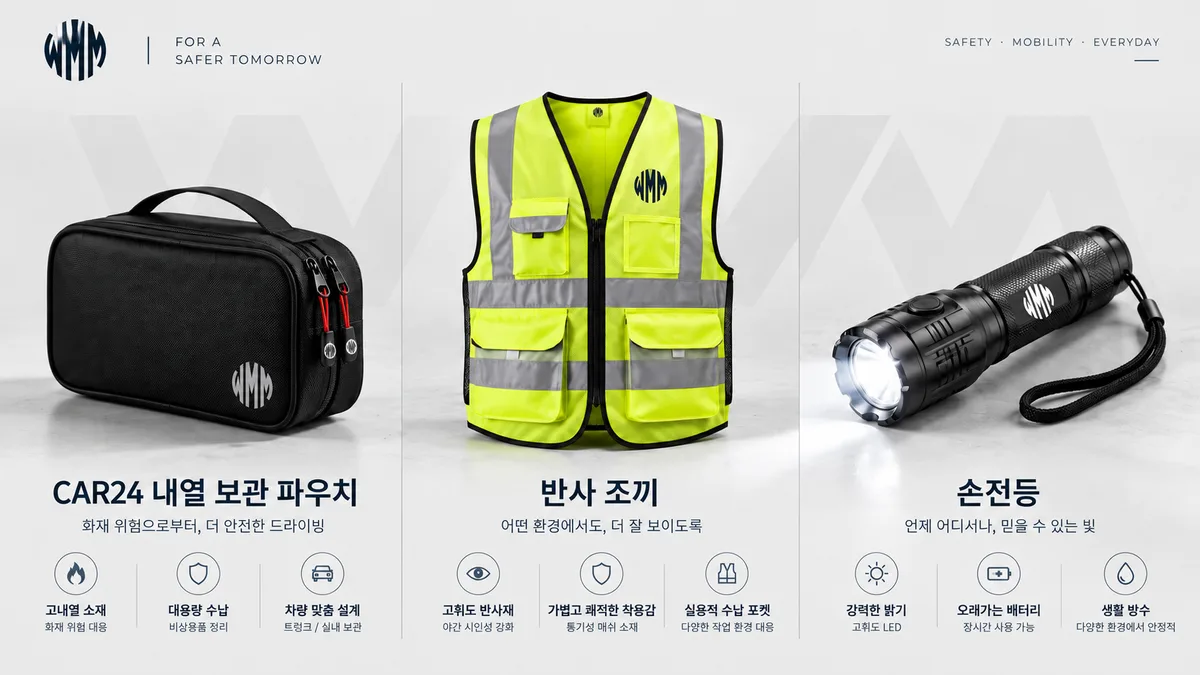 WMM
FOR A
SAFER TOMORROW
SAFETY · MOBILITY · EVERYDAY
WMM
WMM
WMM
WMM
CAR24 내열 보관 파우치
화재 위험으로부터, 더 안전한 드라이빙
고내열 소재
화재 위험 대응
대용량 수납
비상용품 정리
차량 맞춤 설계
트렁크 / 실내 보관
반사 조끼
어떤 환경에서도, 더 잘 보이도록
고휘도 반사재
야간 시인성 강화
가볍고 쾌적한 착용감
통기성 매쉬 소재
실용적 수납 포켓
다양한 작업 환경 대응
손전등
언제 어디서나, 믿을 수 있는 빛
강력한 밝기
고휘도 LED
오래가는 배터리
장시간 사용 가능
생활 방수
다양한 환경에서 안정적